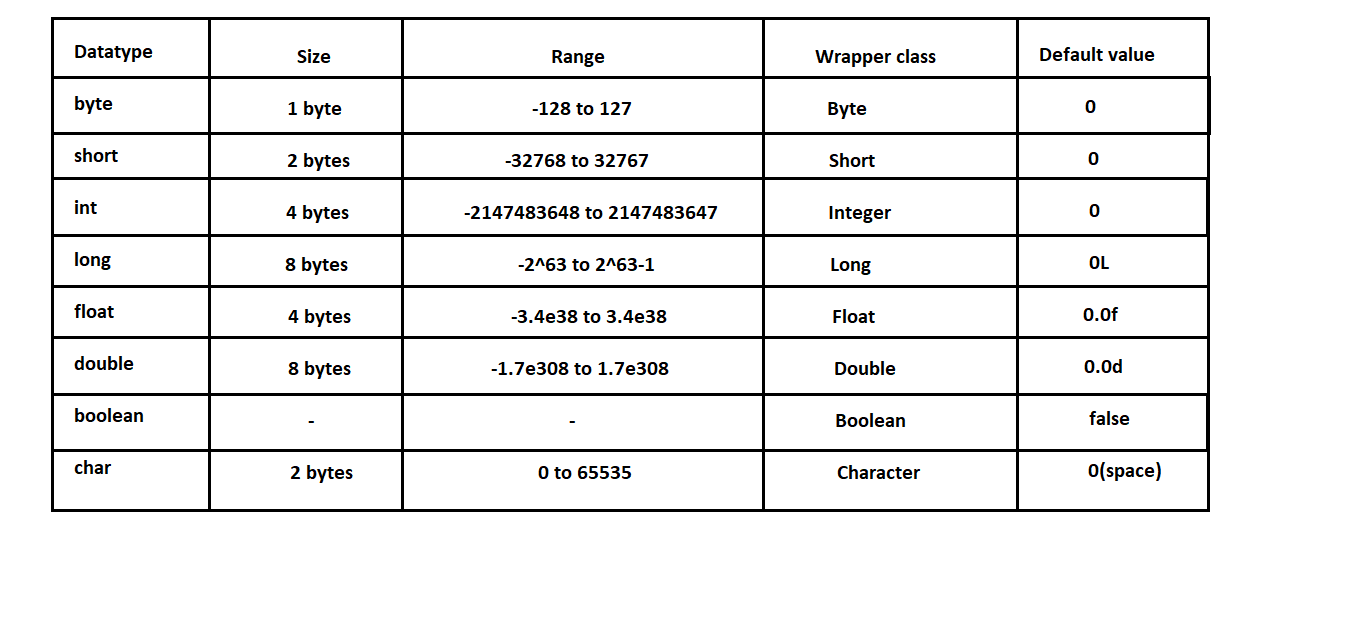 Datatype Size Range Wrapper class Default value
byte 1 byte -128 to 127 Byte 0
short 2 bytes -32768 to 32767 Short 0
int 4 bytes -2147483648 to 2147483647 Integer 0
long 8 bytes -2^63 to 2^63-1 Long 0L
float 4 bytes -3.4e38 to 3.4e38 Float 0.0f
double 8 bytes -1.7e308 to 1.7e308 Double 0.0d
boolean - - Boolean false
char 2 bytes 0 to 65535 Character 0(space)